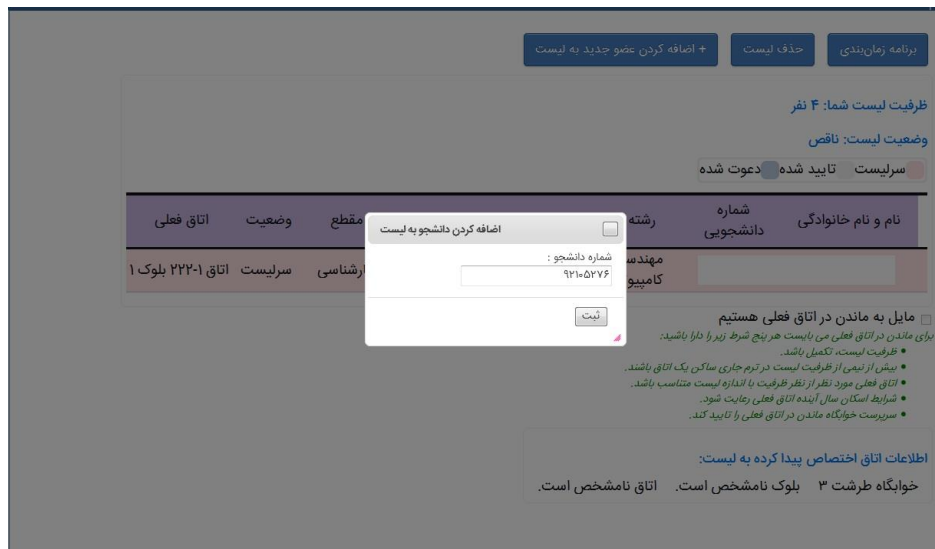 برنامه زمان‌بندی
حذف لیست
+ اضافه کردن عضو جدید به لیست
ظرفیت لیست شما: ۴ نفر
وضعیت لیست: ناقص
سرلیست تایید شده دعوت شده
نام و نام خانوادگی
شماره دانشجویی
رشته
مقطع
وضعیت
اتاق فعلی
سرلیست
اتاق ۱-۲۲۲ بلوک ۱
اضافه کردن دانشجو به لیست
شماره دانشجو :
۹۲۱۰۵۲۷۶
ثبت
مایل به ماندن در اتاق فعلی هستیم
برای ماندن در اتاق فعلی می بایست هر پنج شرط زیر را دارا باشید:
• ظرفیت لیست، تکمیل باشد.
• بیش از نیمی از ظرفیت لیست در ترم جاری ساکن یک اتاق باشند.
• اتاق فعلی مورد نظر از نظر ظرفیت با اندازه لیست متناسب باشد.
• شرایط اسکان سال آینده اتاق فعلی رعایت شود.
• سرپرست خوابگاه ماندن در اتاق فعلی را تایید کند.
اطلاعات اتاق اختصاص پیدا کرده به لیست:
خوابگاه طرشت ۳ بلوک نامشخص است. اتاق نامشخص است.